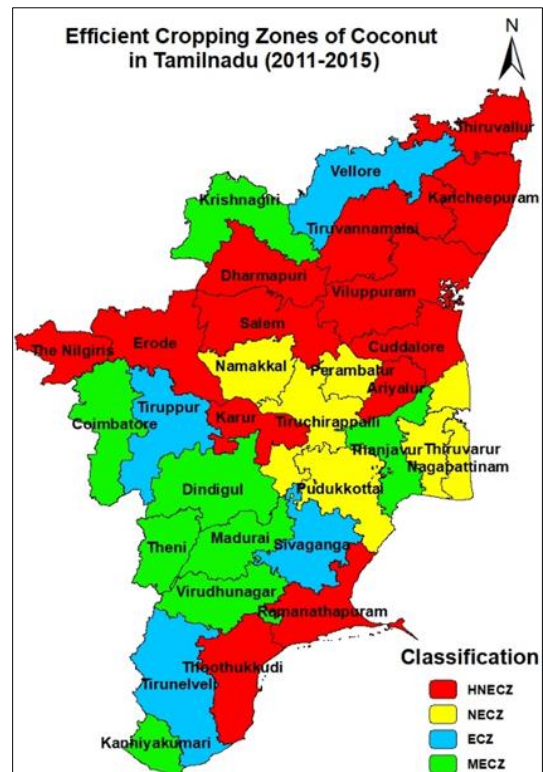 Efficient Cropping Zones of Coconut
in Tamilnadu (2011-2015)
N
Thiruvallur
Vellore
Kancheepuram
Krishnagiri
Tiruvannamalai
Dharmapuri
Viluppuram
Salem
The Nilgiris
Erode
Cuddalore
Namakkal
Perambalur
Ariyalur
Tiruppur
Coimbatore
Karur
Tiruchirappalli
Thanjavur
Thiruvarur
Nagapattinam
Dindigul
Pudukkottai
Madurai
Theni
Sivaganga
Virudhunagar
Ramanathapuram
Thoothukkudi
Tirunelveli
Kanniyakumari
Classification
HNECZ
NECZ
ECZ
MECZ